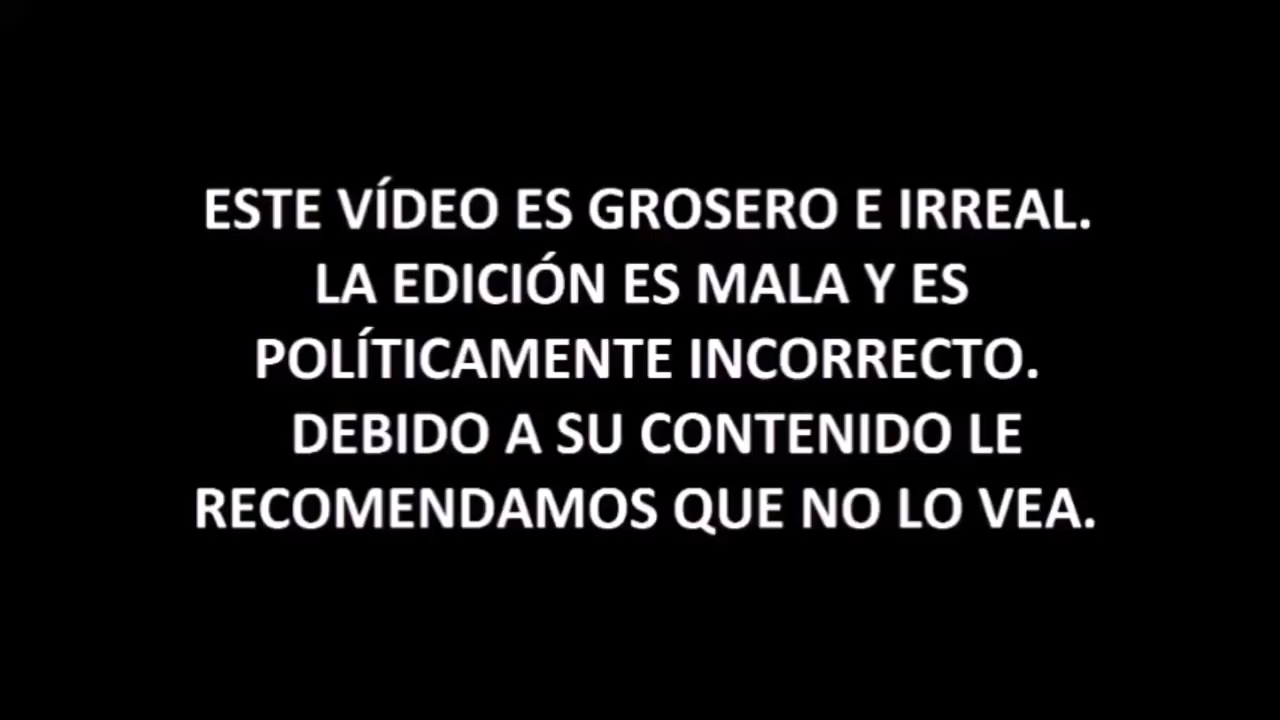 ESTE VÍDEO ES GROSERO E IRREAL.
LA EDICIÓN ES MALA Y ES
POLÍTICAMENTE INCORRECTO.
DEBIDO A SU CONTENIDO LE
RECOMENDAMOS QUE NO LO VEA.